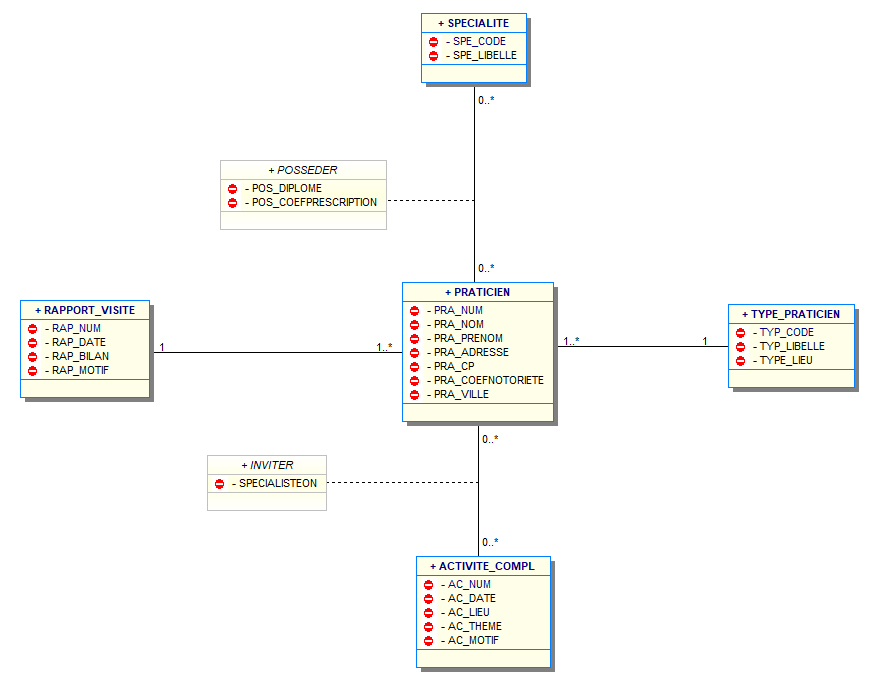 + SPECIALITE
- SPE_CODE
- SPE_LIBELLE
0..*
+ POSSEDER
- POS_DIPLOME
- POS_COEFPRESCRIPTION
0..*
+ RAPPORT_VISITE
- RAP_NUM
- RAP_DATE
- RAP_BILAN
- RAP_MOTIF
1
1..*
+ PRATICIEN
- PRA_NUM
- PRA_NOM
- PRA_PRENOM
- PRA_ADRESSE
- PRA_CP
- PRA_COEFNOTORIETE
- PRA_VILLE
1..*
1
+ TYPE_PRATICIEN
- TYP_CODE
- TYP_LIBELLE
- TYPE_LIEU
0..*
+ INVITER
- SPECIALISTEON
0..*
+ ACTIVITE_COMPL
- AC_NUM
- AC_DATE
- AC_LIEU
- AC_THEME
- AC_MOTIF